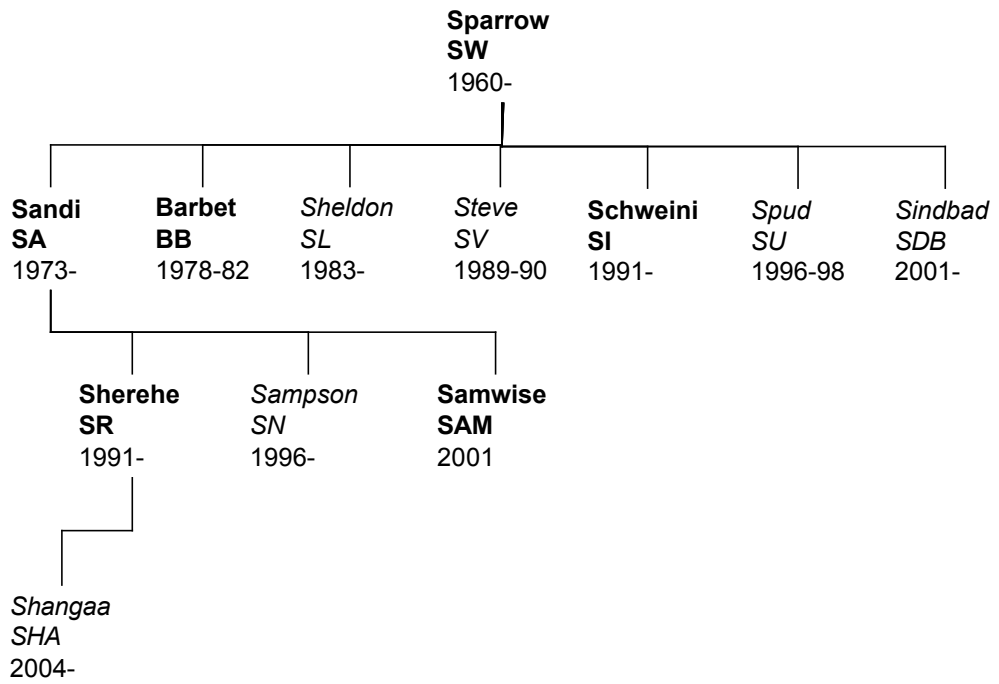 Sparrow
SW
1960-
Sandi
SA
1973-
Barbet
BB
1978-82
Sheldon
SL
1983-
Steve
SV
1989-90
Schweini
SI
1991-
Spud
SU
1996-98
Sindbad
SDB
2001-
Sherehe
SR
1991-
Sampson
SN
1996-
Samwise
SAM
2001
Shangaa
SHA
2004-